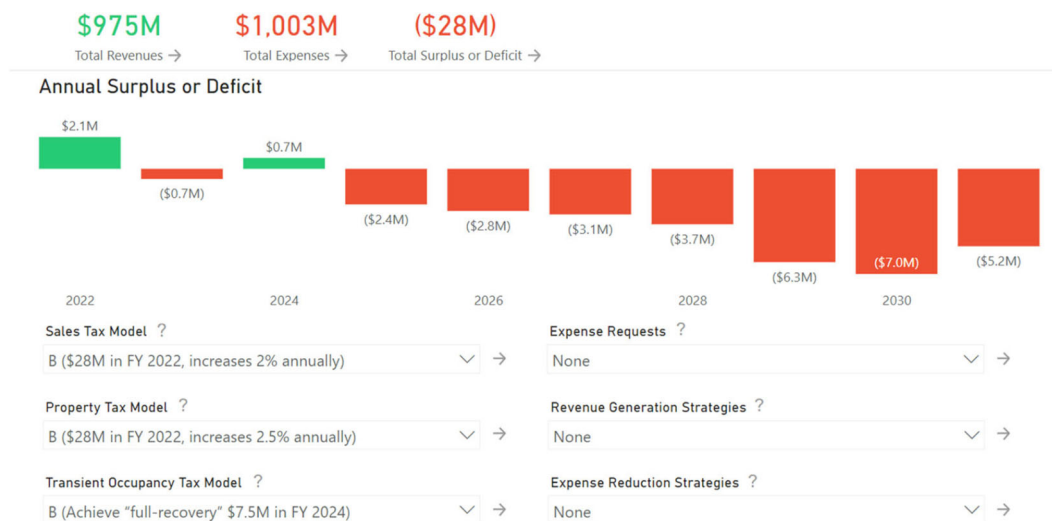 $975M $1,003M ($28M)
Total Revenues → Total Expenses → Total Surplus or Deficit →
Annual Surplus or Deficit
$2.1M
$0.7M
($0.7M)
($2.4M)
($2.8M)
($3.1M)
($3.7M)
($6.3M)
($7.0M)
($5.2M)
2022 2024 2026 2028 2030
Sales Tax Model ? Expense Requests ?
B ($28M in FY 2022, increases 2% annually) → None →
Property Tax Model ? Revenue Generation Strategies ?
B ($28M in FY 2022, increases 2.5% annually) → None →
Transient Occupancy Tax Model ? Expense Reduction Strategies ?
B (Achieve “full-recovery” $7.5M in FY 2024) → None →